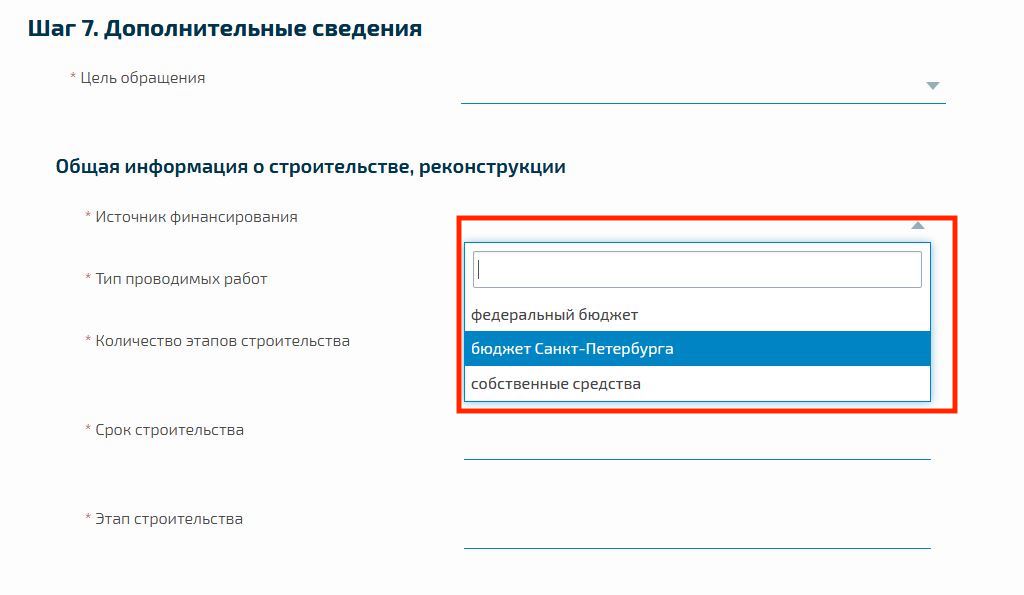 Шаг 7. Дополнительные сведения
* Цель обращения
Общая информация о строительстве, реконструкции
* Источник финансирования
* Тип проводимых работ
федеральный бюджет
* Количество этапов строительства
бюджет Санкт-Петербурга
собственные средства
* Срок строительства
* Этап строительства